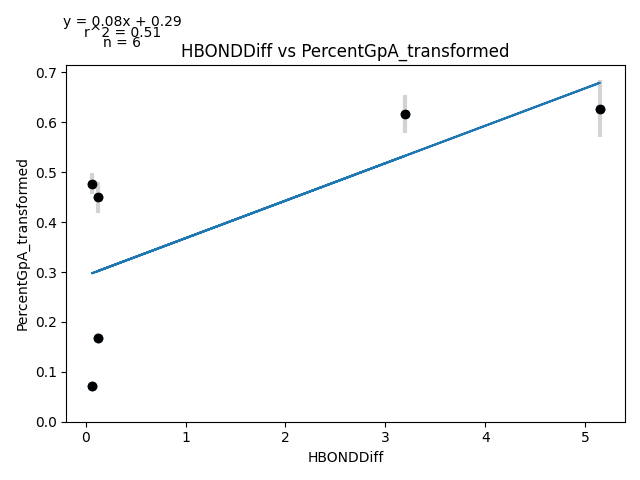 y = 0.08x + 0.29
r^2 = 0.51
n = 6
HBONDDiff vs PercentGpA_transformed
PercentGpA_transformed
0.7
0.6
0.5
0.4
0.3
0.2
0.1
0.0
0 1 2 3 4 5
HBONDDiff